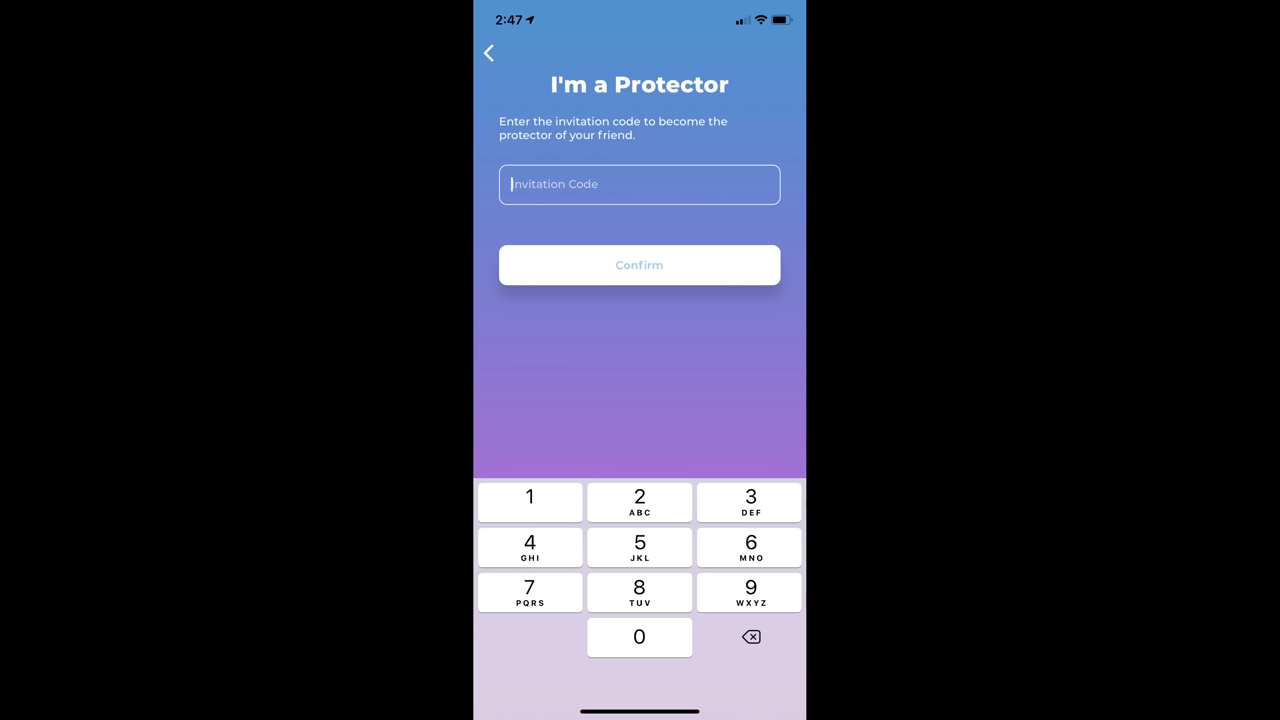 2:47
I'm a Protector
Enter the invitation code to become the
protector of your friend.
Invitation Code
Confirm
1 2 3
ABC DEF
4 5 6
GHI JKL MNO
7 8 9
PQRS TUV WXYZ
0